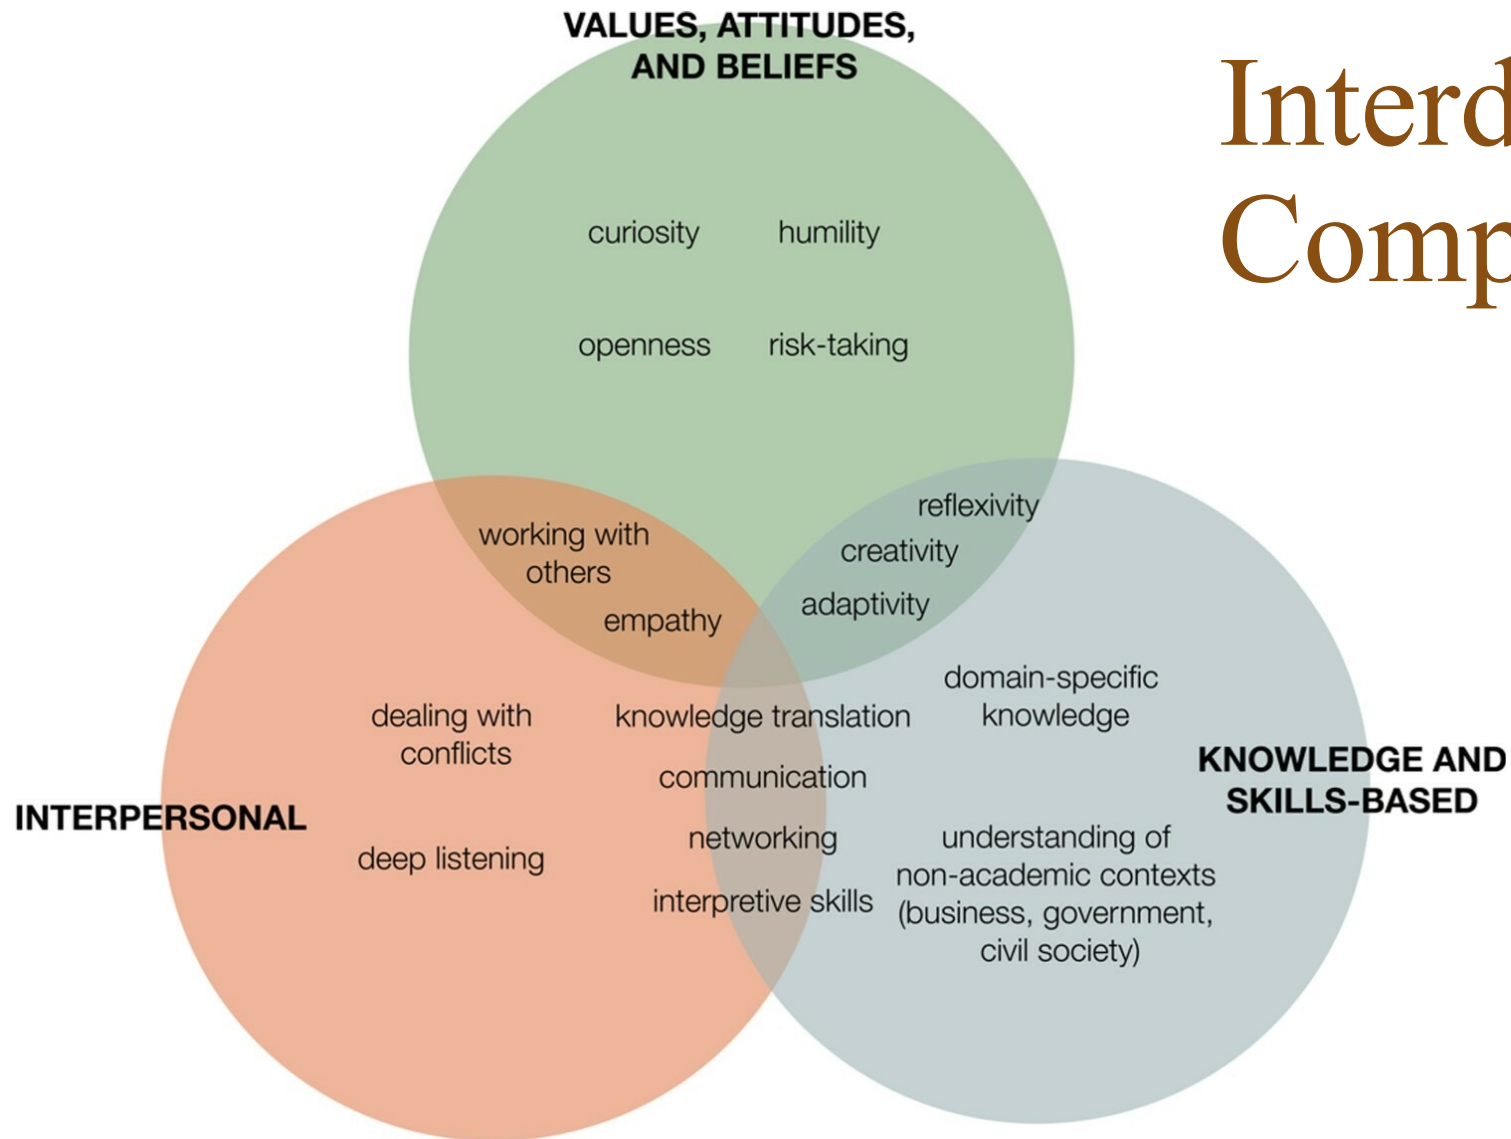 VALUES, ATTITUDES,
AND BELIEFS
Interd
Comp
curiosity humility
openness risk-taking
reflexivity
creativity
adaptivity
working with
others
empathy
domain-specific
knowledge
dealing with
conflicts
knowledge translation
communication
networking
interpretive skills
KNOWLEDGE AND
SKILLS-BASED
INTERPERSONAL
deep listening
understanding of
non-academic contexts
(business, government,
civil society)